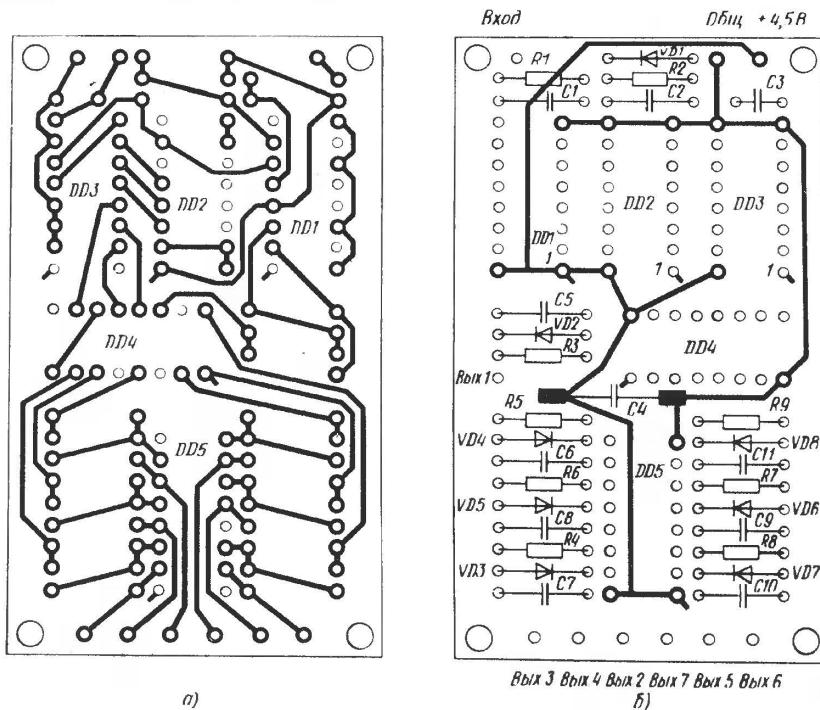 Вход
Общ. + 4,5 В
R1
VD1
R2
C1
C2
C3
DD3
DD2
DD1
DD2
DD3
DD1
1
1
1
C5
VD2
R3
DD4
DD4
Вых 1
C4
R5
R9
VD4
VD8
C6
DD5
C11
R6
DD5
R7
VD5
VD6
C8
C9
R4
R8
VD3
VD7
C7
C10
Вых 3 Вых 4 Вых 2 Вых 7 Вых 5 Вых 6
а)
б)